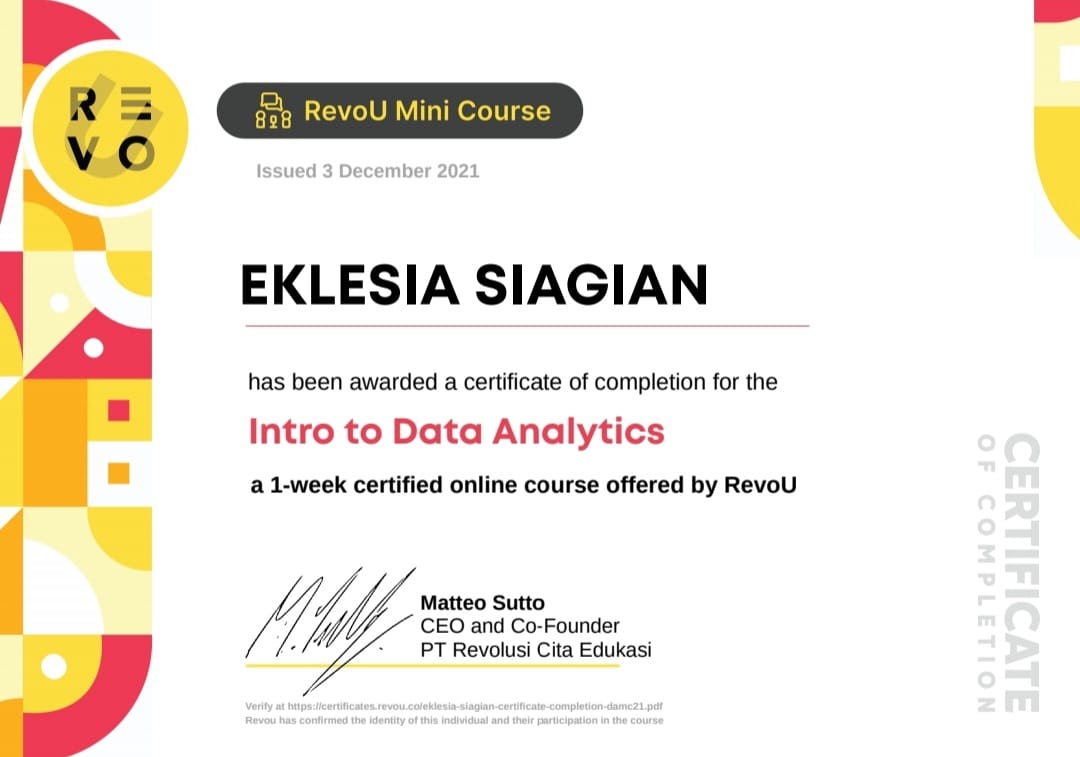 R E
V O
RevoU Mini Course
Issued 3 December 2021
EKLESIA SIAGIAN
has been awarded a certificate of completion for the
Intro to Data Analytics
a 1-week certified online course offered by RevoU
Matteo Sutto
CEO and Co-Founder
PT Revolusi Cita Edukasi
Verify at https://certificates.revou.co/eklesia-siagian-certificate-completion-damc21.pdf
Revou has confirmed the identity of this individual and their participation in the course
CERTIFICATE
OF COMPLETION